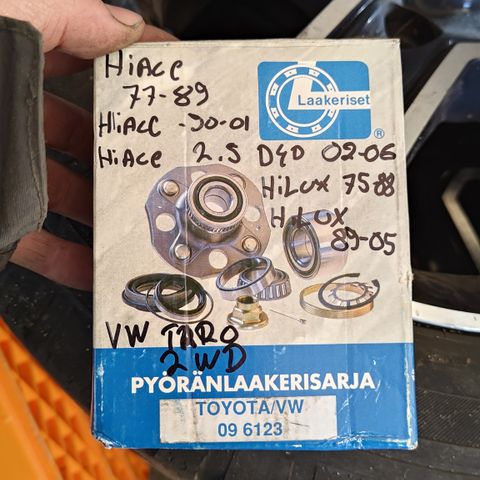 HiAce
77-89
HiAce -90-01
HiAce 2.5 D4D 02-06
HiLUX 75-88
HiLUX
89-05
Laakeriset
®
VW TARO
2WD
PYÖRÄNLAAKERISARJA
TOYOTA/VW
09 6123